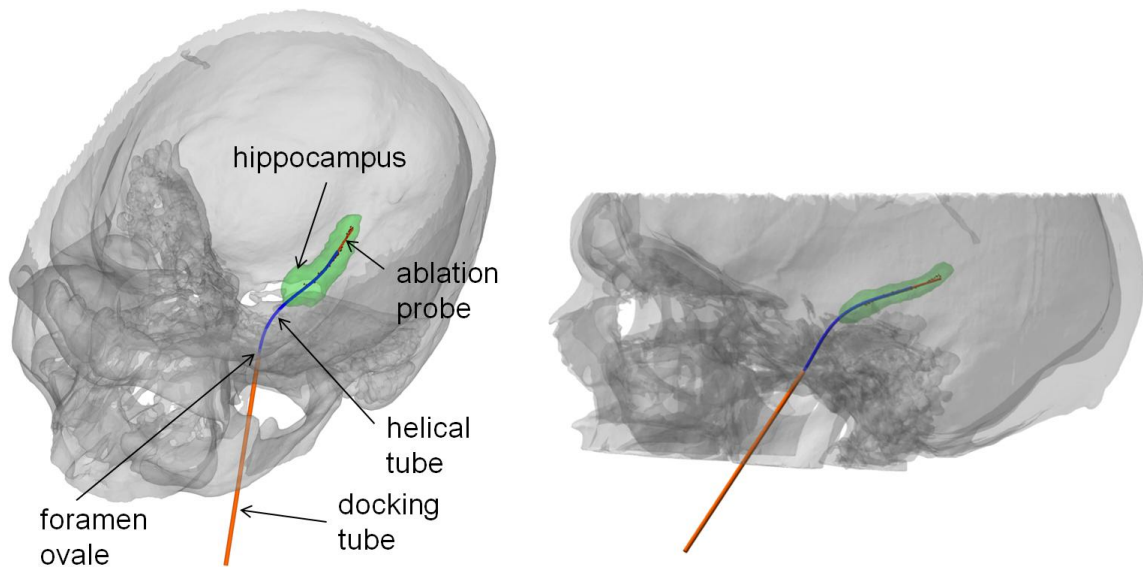 hippocampus
ablation
probe
helical
tube
docking
tube
foramen
ovale